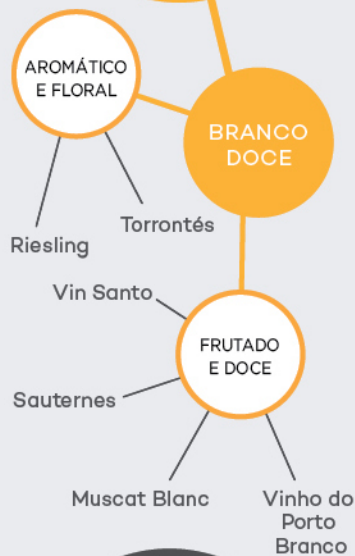 AROMÁTICO
E FLORAL
BRANCO
DOCE
Torrontés
Riesling
Vin Santo
FRUTADO
E DOCE
Sauternes
Muscat Blanc
Vinho do
Porto
Branco